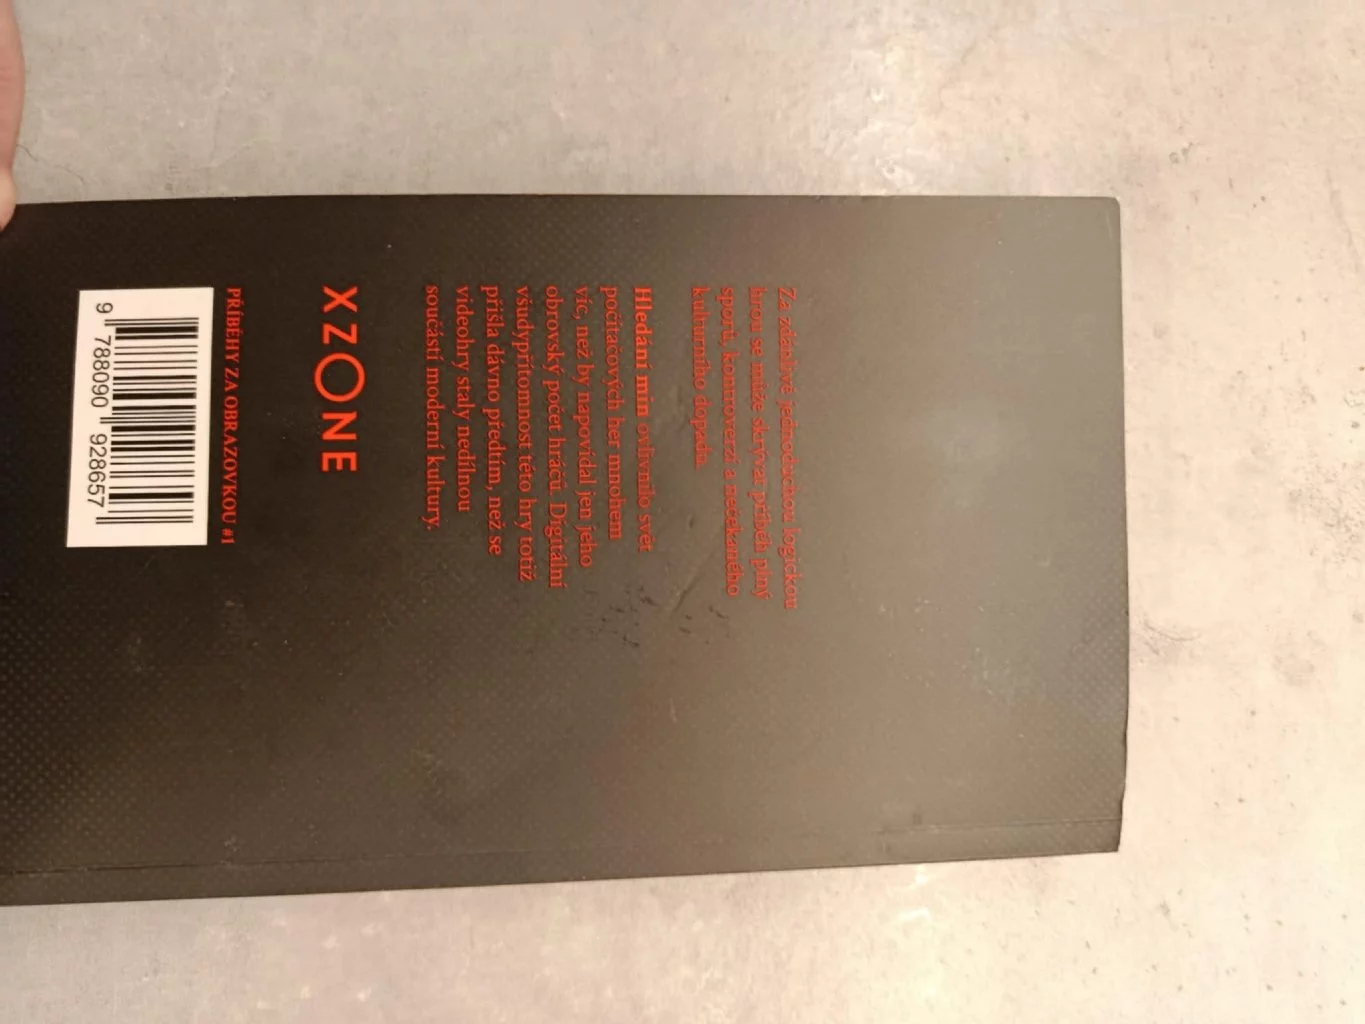 Za zdánlivě jednoduchou logickou
hrou se může skrývat příběh plný
sporů, kontroverzí a nečekaného
kulturního dopadu.
Hledání min ovlivnilo svět
počítačových her mnohem
víc, než by napovídal jen jeho
obrovský počet hráčů. Digitální
všudypřítomnost této hry totiž
přišla dávno předtím, než se
videohry staly nedílnou
součástí moderní kultury.
XZONE
PŘÍBĚHY ZA OBRAZOVKOU #1
9 788090 928657